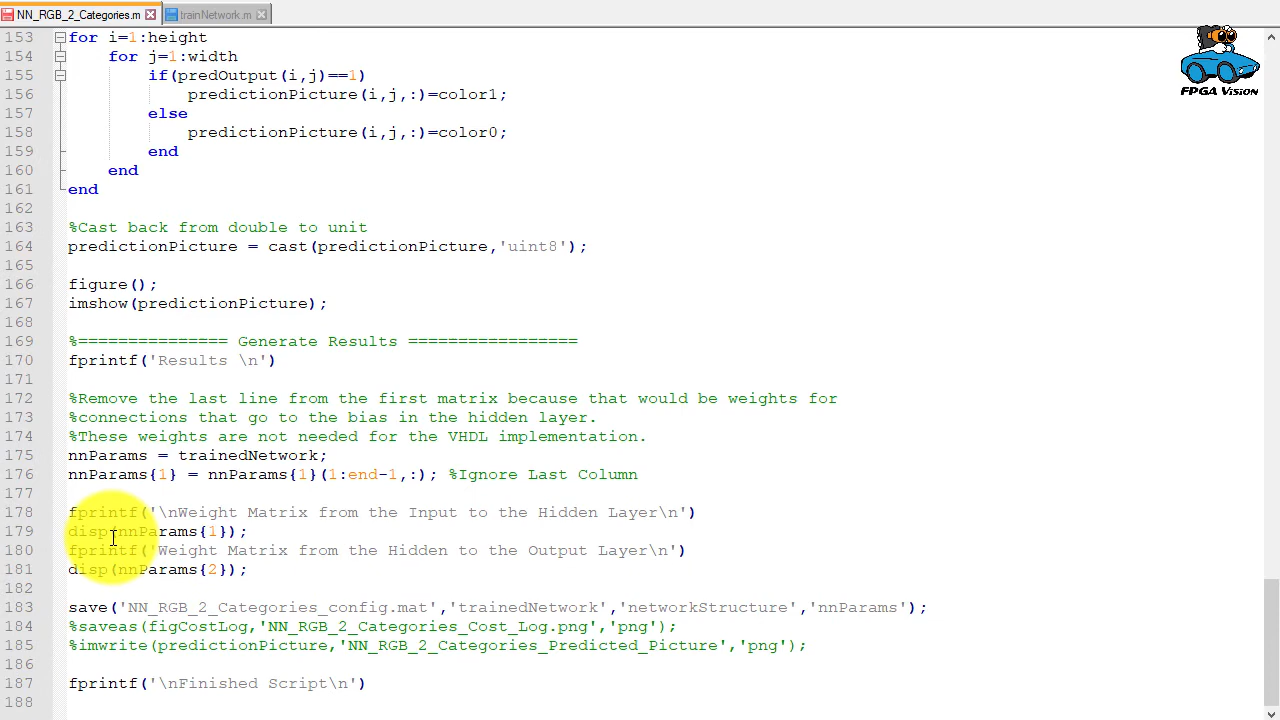 NN_RGB_2_Categories.m trainNetwork.m
FPGA Vision
153 for i=1:height
154 for j=1:width
155 if(predOutput(i,j)==1)
156 predictionPicture(i,j,:)=color1;
157 else
158 predictionPicture(i,j,:)=color0;
159 end
160 end
161 end
162
163 %Cast back from double to unit
164 predictionPicture = cast(predictionPicture,'uint8');
165
166 figure();
167 imshow(predictionPicture);
168
169 %=============== Generate Results =================
170 fprintf('Results \n')
171
172 %Remove the last line from the first matrix because that would be weights for
173 %connections that go to the bias in the hidden layer.
174 %These weights are not needed for the VHDL implementation.
175 nnParams = trainedNetwork;
176 nnParams{1} = nnParams{1}(1:end-1,:); %Ignore Last Column
177
178 fprintf('\nWeight Matrix from the Input to the Hidden Layer\n')
179 disp(nnParams{1});
180 fprintf('Weight Matrix from the Hidden to the Output Layer\n')
181 disp(nnParams{2});
182
183 save('NN_RGB_2_Categories_config.mat','trainedNetwork','networkStructure','nnParams');
184 %saveas(figCostLog,'NN_RGB_2_Categories_Cost_Log.png','png');
185 %imwrite(predictionPicture,'NN_RGB_2_Categories_Predicted_Picture','png');
186
187 fprintf('\nFinished Script\n')
188